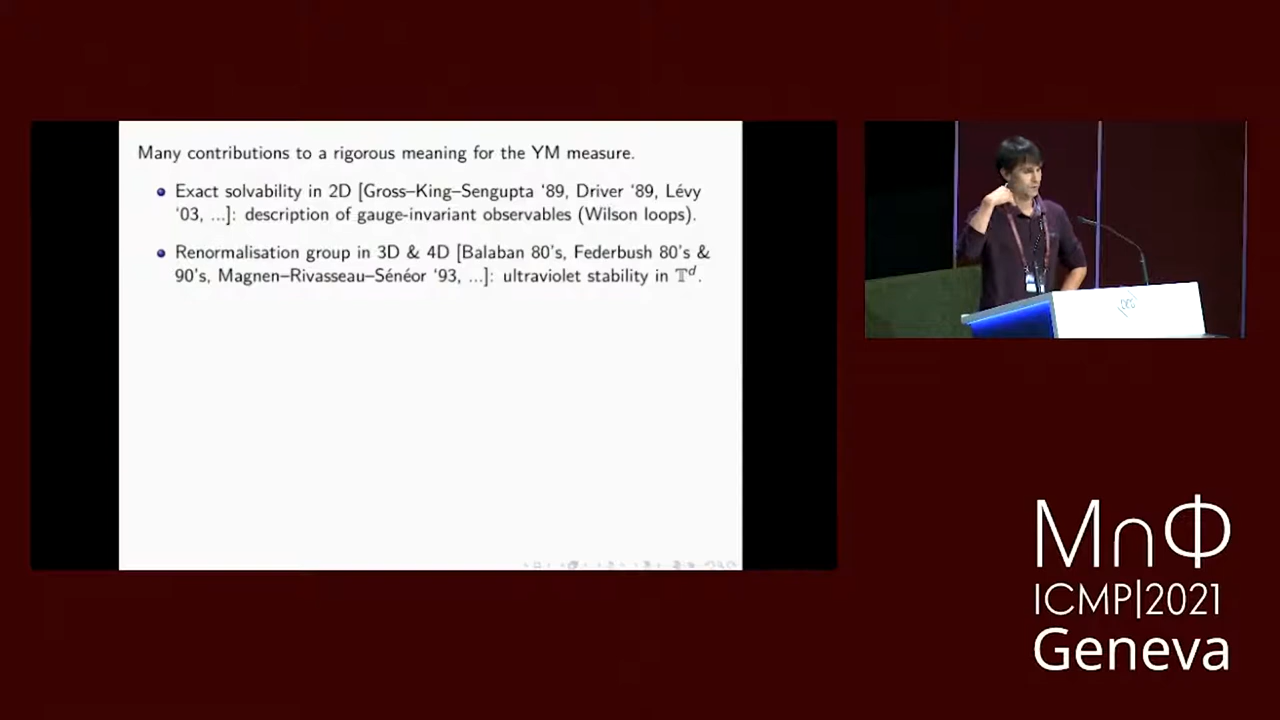 Many contributions to a rigorous meaning for the YM measure.
Exact solvability in 2D [Gross–King–Sengupta '89, Driver '89, Lévy
'03, ...]: description of gauge-invariant observables (Wilson loops).
Renormalisation group in 3D & 4D [Balaban 80's, Federbush 80's &
90's, Magnen–Rivasseau–Sénéor '93, ...]: ultraviolet stability in 𝕋ᵈ.
M∩Φ
ICMP|2021
Geneva